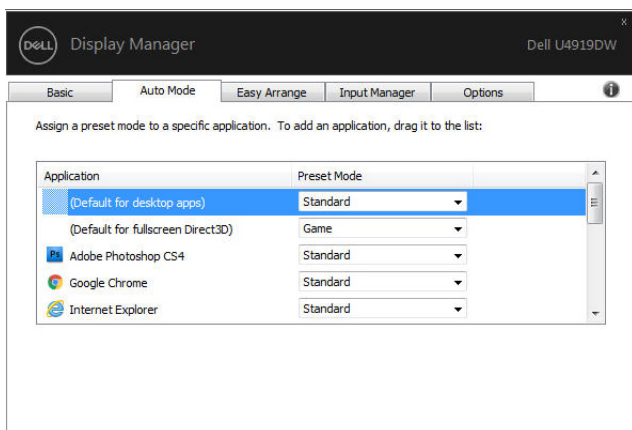 DELL Display Manager Dell U4919DW
x
Basic Auto Mode Easy Arrange Input Manager Options i
Assign a preset mode to a specific application. To add an application, drag it to the list:
Application Preset Mode
(Default for desktop apps) Standard
(Default for fullscreen Direct3D) Game
Ps Adobe Photoshop CS4 Standard
Google Chrome Standard
Internet Explorer Standard